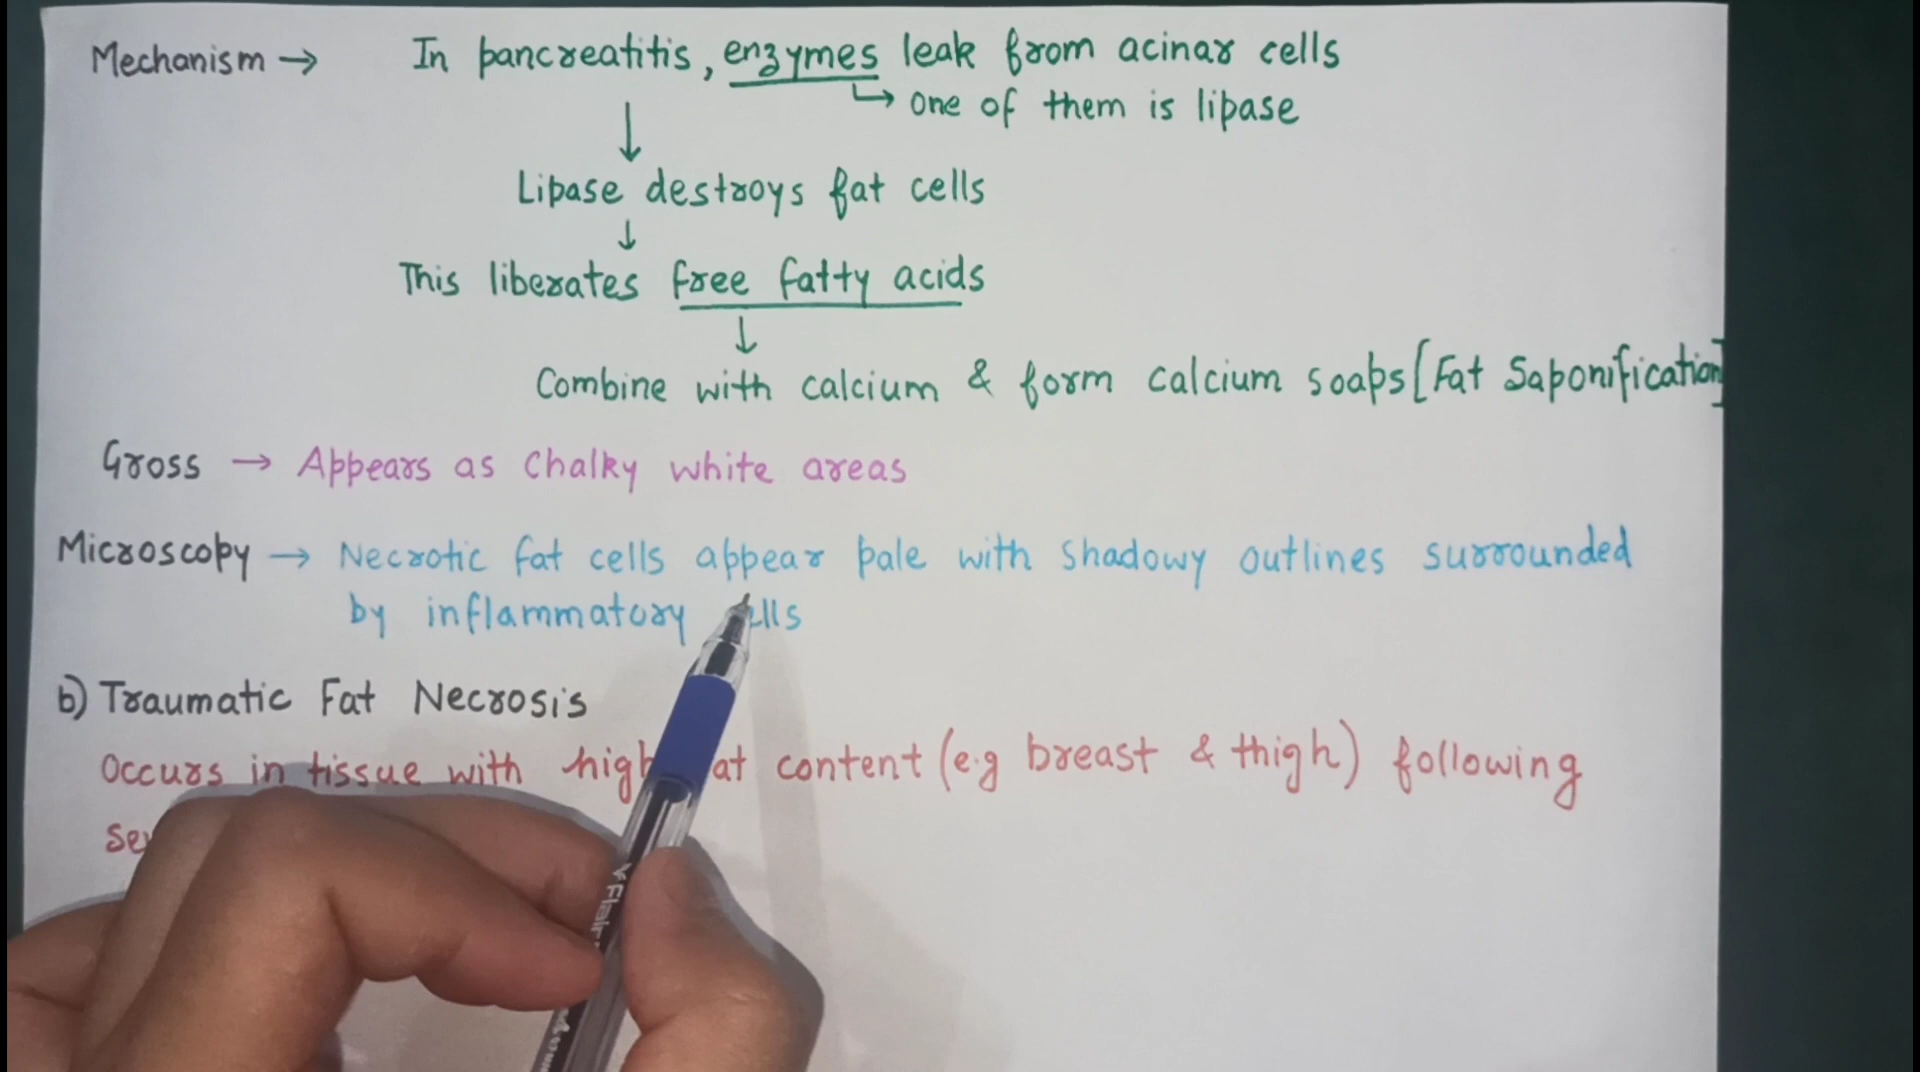 Mechanism → In pancreatitis, enzymes leak from acinar cells
↳ one of them is lipase
↓
Lipase destroys fat cells
↓
This liberates free fatty acids
↓
Combine with calcium & form calcium soaps [Fat Saponification]
Gross → Appears as chalky white areas
Microscopy → Necrotic fat cells appear pale with shadowy outlines surrounded
by inflammatory
b) Traumatic Fat Necrosis
Occurs in tissue with content (e.g breast & thigh) following
Flair